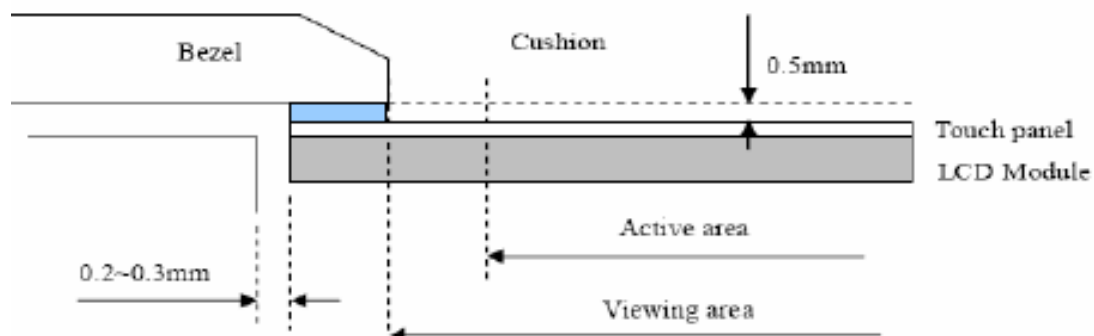 Bezel
Cushion
0.5mm
Touch panel
LCD Module
Active area
0.2~0.3mm
Viewing area